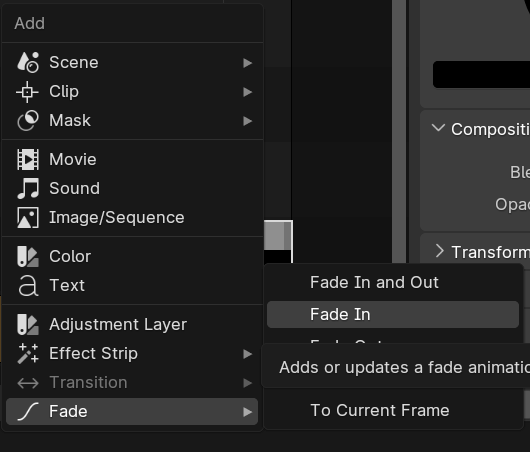 Add
Scene
Clip
Mask
Movie
Sound
Image/Sequence
Color
Text
Adjustment Layer
Effect Strip
Transition
Fade
Fade In and Out
Fade In
Adds or updates a fade animatio
To Current Frame
Compositi
Ble
Opac
Transform